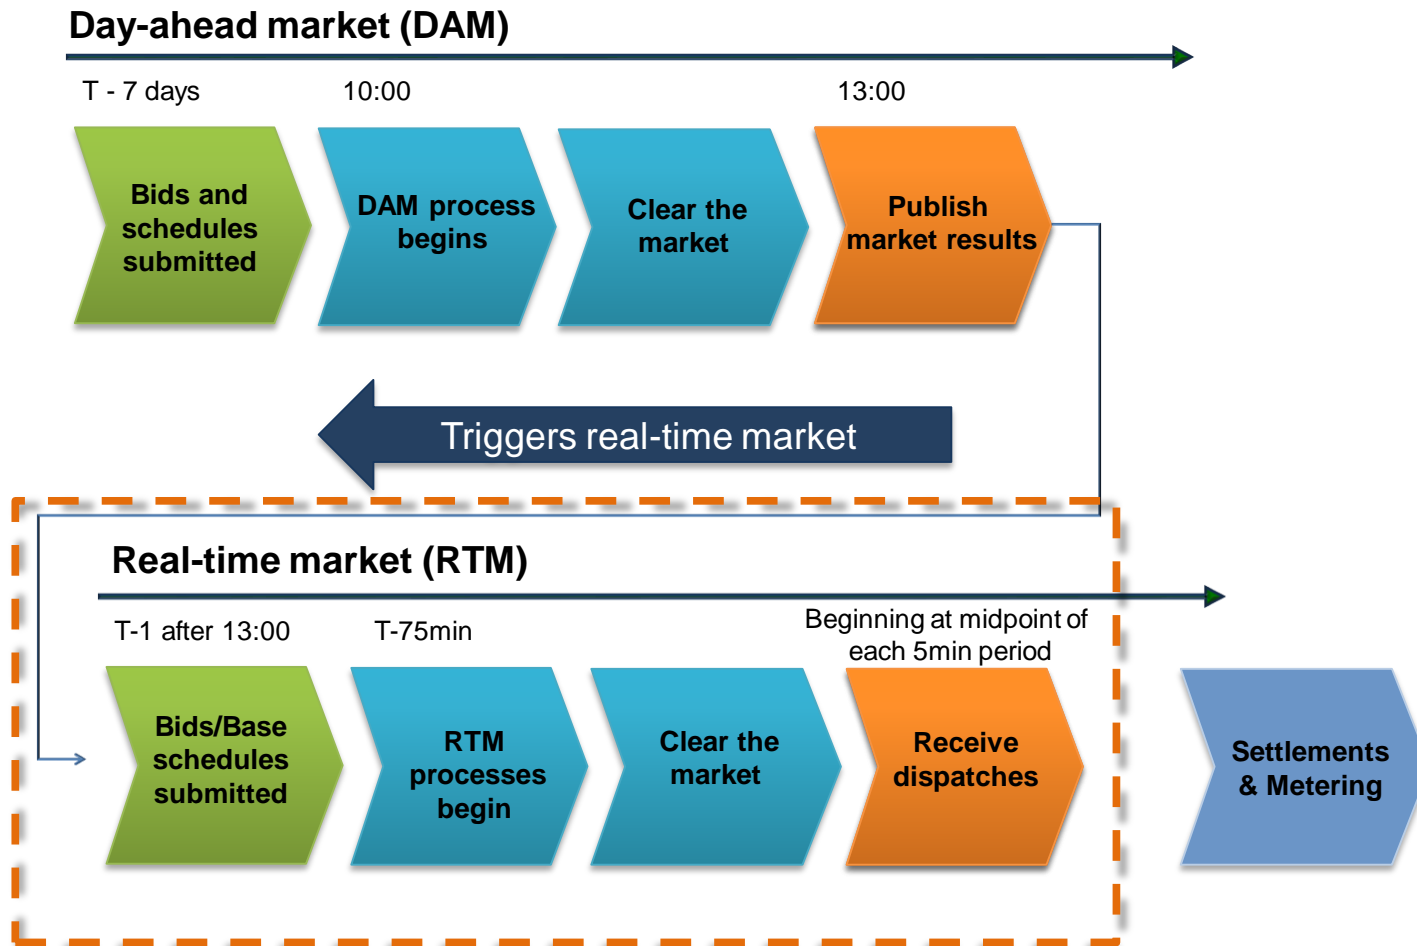 Day-ahead market (DAM)
T - 7 days
10:00
13:00
Bids and
schedules
submitted
DAM process
begins
Clear the
market
Publish
market results
Triggers real-time market
Real-time market (RTM)
T-1 after 13:00
T-75min
Beginning at midpoint of
each 5min period
Bids/Base
schedules
submitted
RTM
processes
begin
Clear the
market
Receive
dispatches
Settlements
& Metering